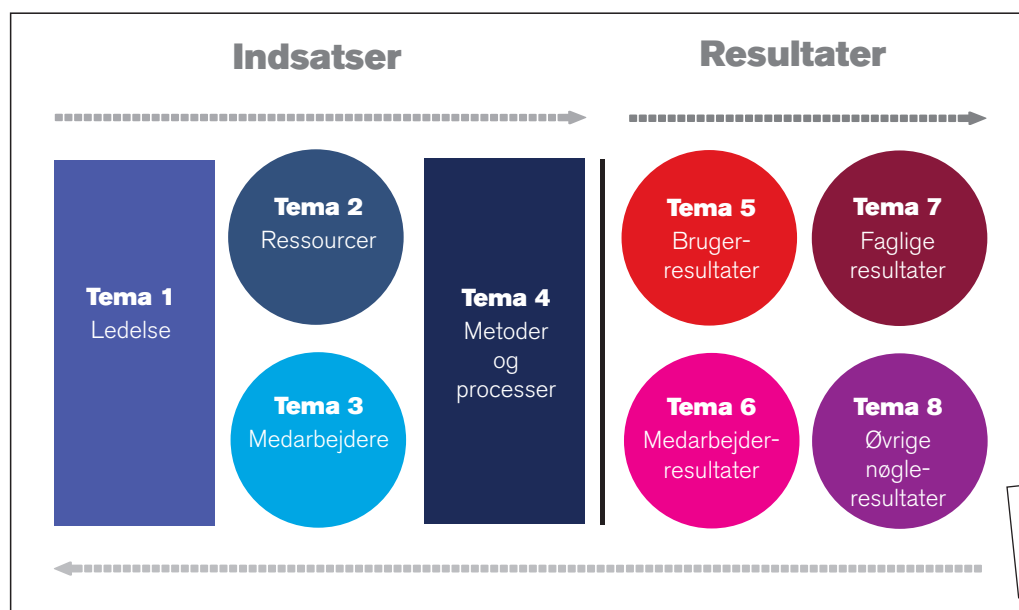 Indsatser
Resultater
Tema 1
Ledelse
Tema 2
Ressourcer
Tema 3
Medarbejdere
Tema 4
Metoder
og
processer
Tema 5
Bruger-
resultater
Tema 6
Medarbejder-
resultater
Tema 7
Faglige
resultater
Tema 8
Øvrige
nøgle-
resultater